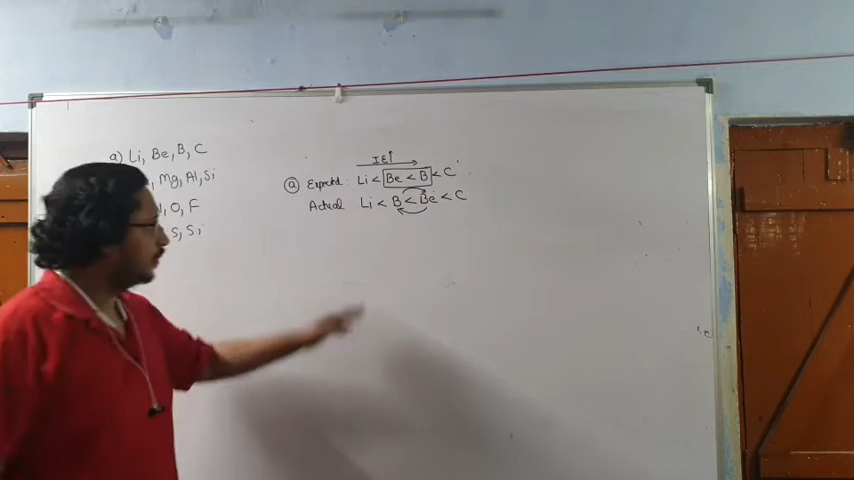 a) Li, Be, B, C
Mg, Al, Si
O, F
S, Si
IE↑
ⓐ Expected: Li < Be < B < C
Actual Li < B < Be < C